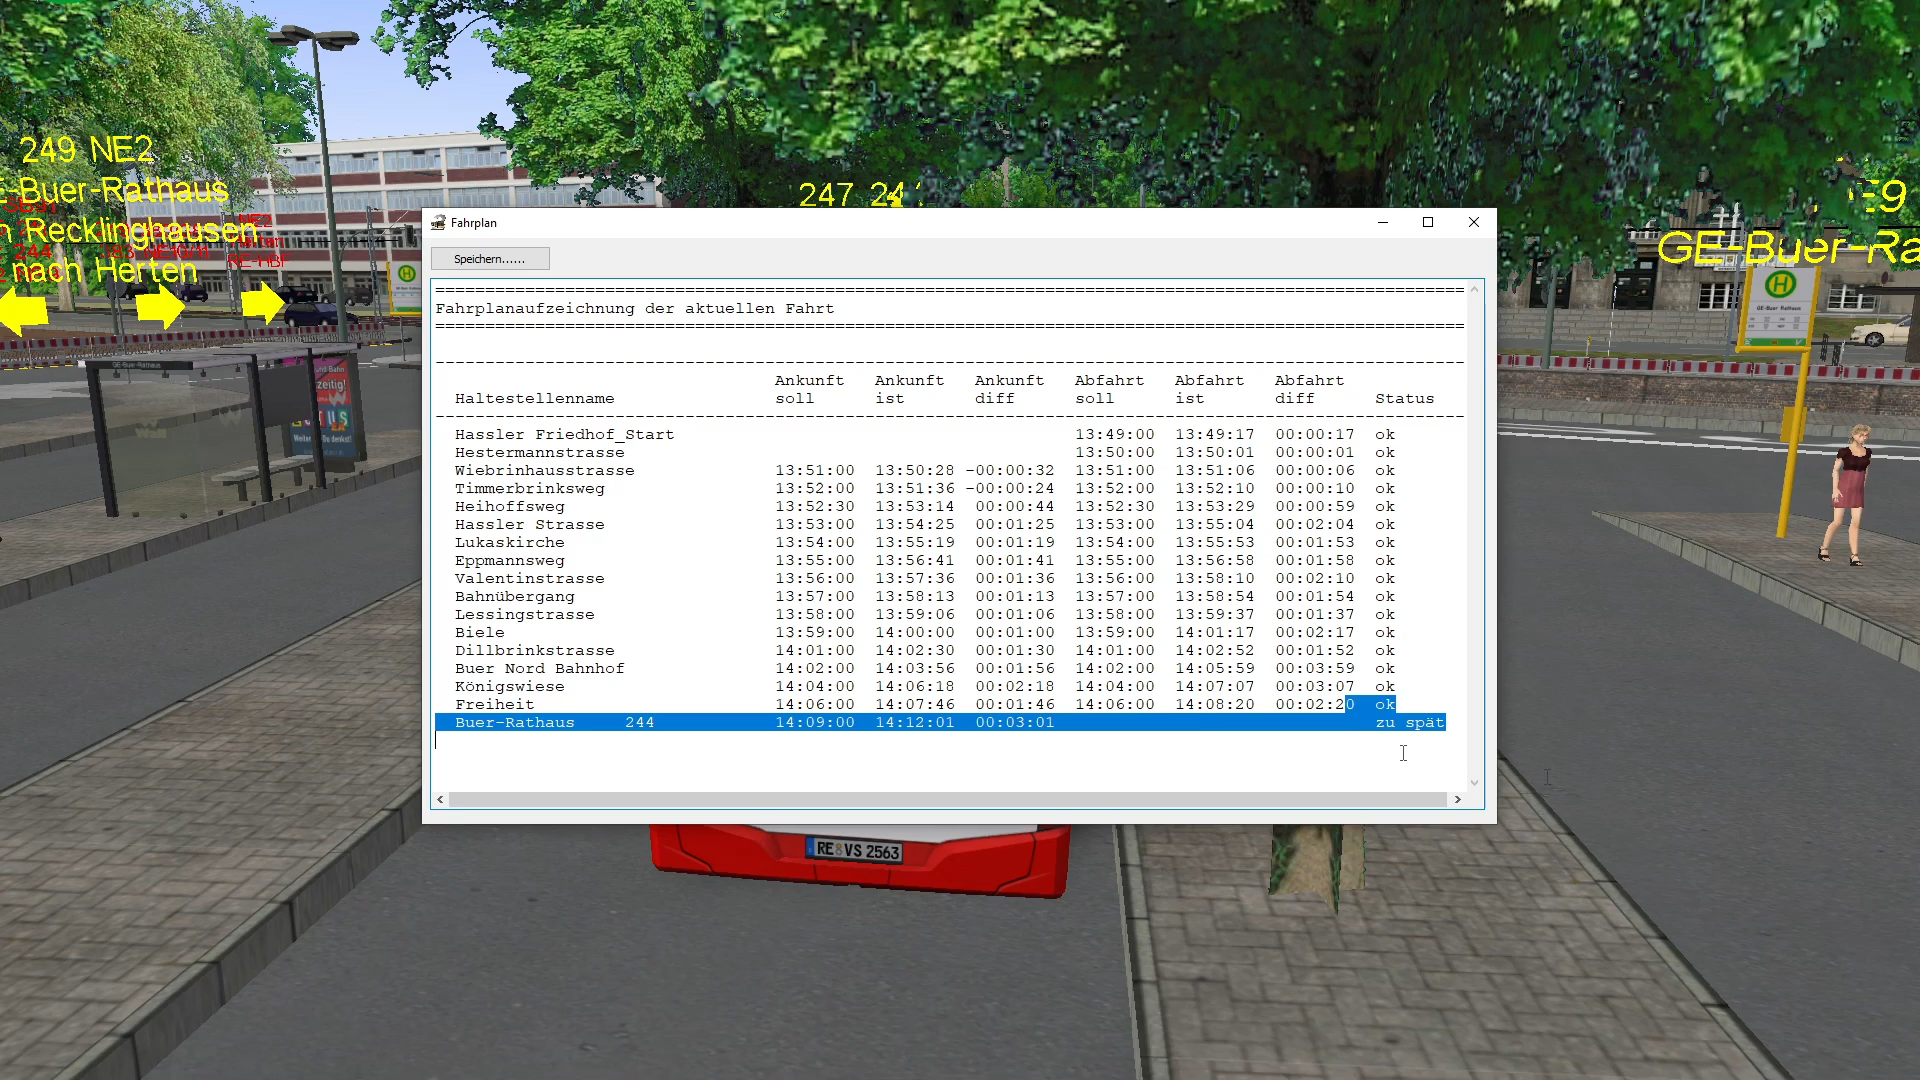 249 NE2
-Buer-Rathaus
Recklinghausen
244
nach Herten
NE2
RE-HBF
247 24
E9
GE-Buer-Ra
GE-Buer Rathaus
GE-Buer-Rathaus
zeitig!
Fahrplan
Speichern......
========================================================================================================
Fahrplanaufzeichnung der aktuellen Fahrt
========================================================================================================
--------------------------------------------------------------------------------------------------------
Ankunft Ankunft Ankunft Abfahrt Abfahrt Abfahrt
Haltestellenname soll ist diff soll ist diff Status
--------------------------------------------------------------------------------------------------------
Hassler Friedhof_Start 13:49:00 13:49:17 00:00:17 ok
Hestermannstrasse 13:50:00 13:50:01 00:00:01 ok
Wiebrinhausstrasse 13:51:00 13:50:28 -00:00:32 13:51:00 13:51:06 00:00:06 ok
Timmerbrinksweg 13:52:00 13:51:36 -00:00:24 13:52:00 13:52:10 00:00:10 ok
Heihoffsweg 13:52:30 13:53:14 00:00:44 13:52:30 13:53:29 00:00:59 ok
Hassler Strasse 13:53:00 13:54:25 00:01:25 13:53:00 13:55:04 00:02:04 ok
Lukaskirche 13:54:00 13:55:19 00:01:19 13:54:00 13:55:53 00:01:53 ok
Eppmannsweg 13:55:00 13:56:41 00:01:41 13:55:00 13:56:58 00:01:58 ok
Valentinstrasse 13:56:00 13:57:36 00:01:36 13:56:00 13:58:10 00:02:10 ok
Bahnübergang 13:57:00 13:58:13 00:01:13 13:57:00 13:58:54 00:01:54 ok
Lessingstrasse 13:58:00 13:59:06 00:01:06 13:58:00 13:59:37 00:01:37 ok
Biele 13:59:00 14:00:00 00:01:00 13:59:00 14:01:17 00:02:17 ok
Dillbrinkstrasse 14:01:00 14:02:30 00:01:30 14:01:00 14:02:52 00:01:52 ok
Buer Nord Bahnhof 14:02:00 14:03:56 00:01:56 14:02:00 14:05:59 00:03:59 ok
Königswiese 14:04:00 14:06:18 00:02:18 14:04:00 14:07:07 00:03:07 ok
Freiheit 14:06:00 14:07:46 00:01:46 14:06:00 14:08:20 00:02:20 ok
Buer-Rathaus 244 14:09:00 14:12:01 00:03:01 zu spät
RE VS 2563